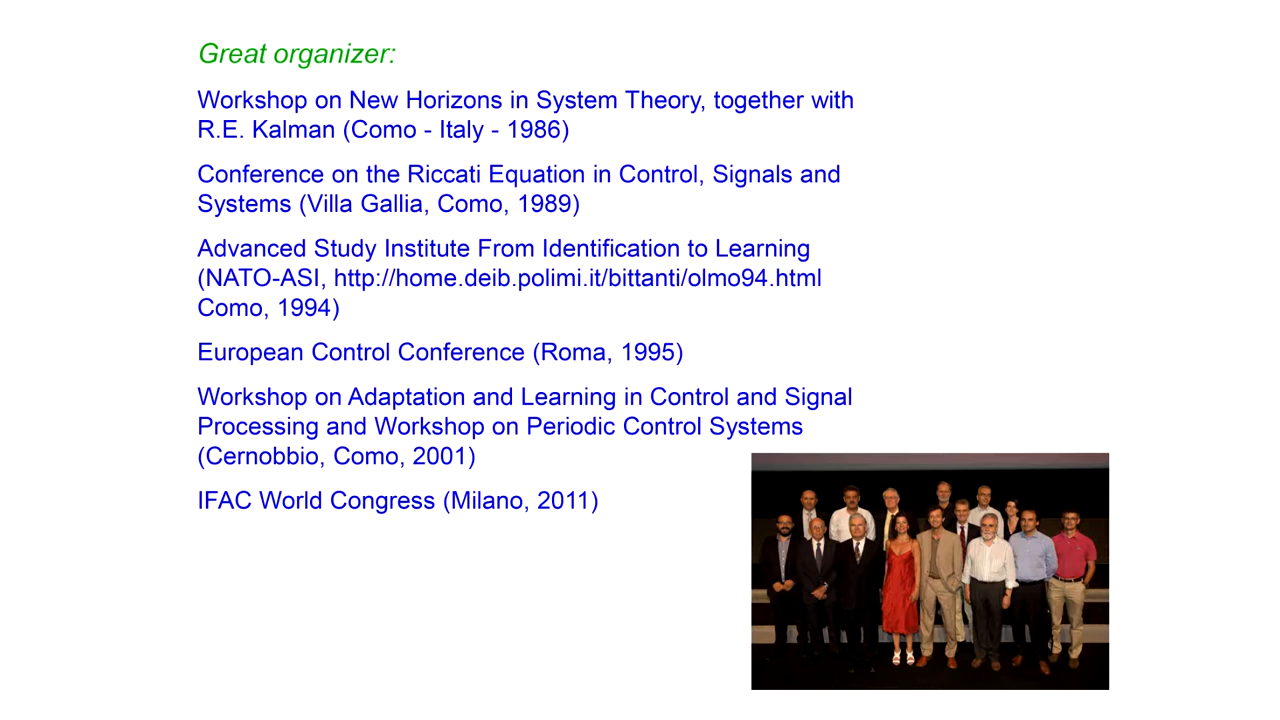 Great organizer:
Workshop on New Horizons in System Theory, together with
R.E. Kalman (Como - Italy - 1986)
Conference on the Riccati Equation in Control, Signals and
Systems (Villa Gallia, Como, 1989)
Advanced Study Institute From Identification to Learning
(NATO-ASI, http://home.deib.polimi.it/bittanti/olmo94.html
Como, 1994)
European Control Conference (Roma, 1995)
Workshop on Adaptation and Learning in Control and Signal
Processing and Workshop on Periodic Control Systems
(Cernobbio, Como, 2001)
IFAC World Congress (Milano, 2011)